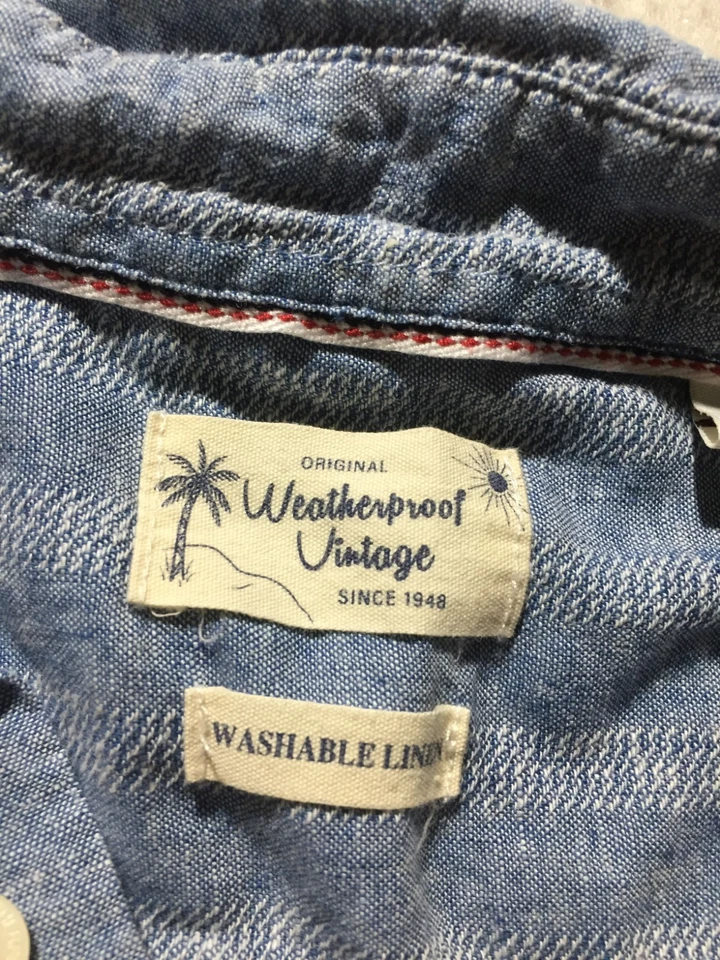 ORIGINAL
Weatherproof
Vintage
SINCE 1948
WASHABLE LINEN